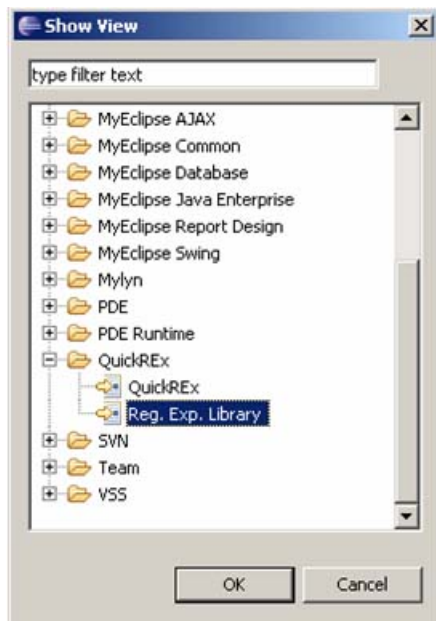 Show View
type filter text
MyEclipse AJAX
MyEclipse Common
MyEclipse Database
MyEclipse Java Enterprise
MyEclipse Report Design
MyEclipse Swing
Mylyn
PDE
PDE Runtime
QuickREx
QuickREx
Reg. Exp. Library
SVN
Team
VSS
OK Cancel